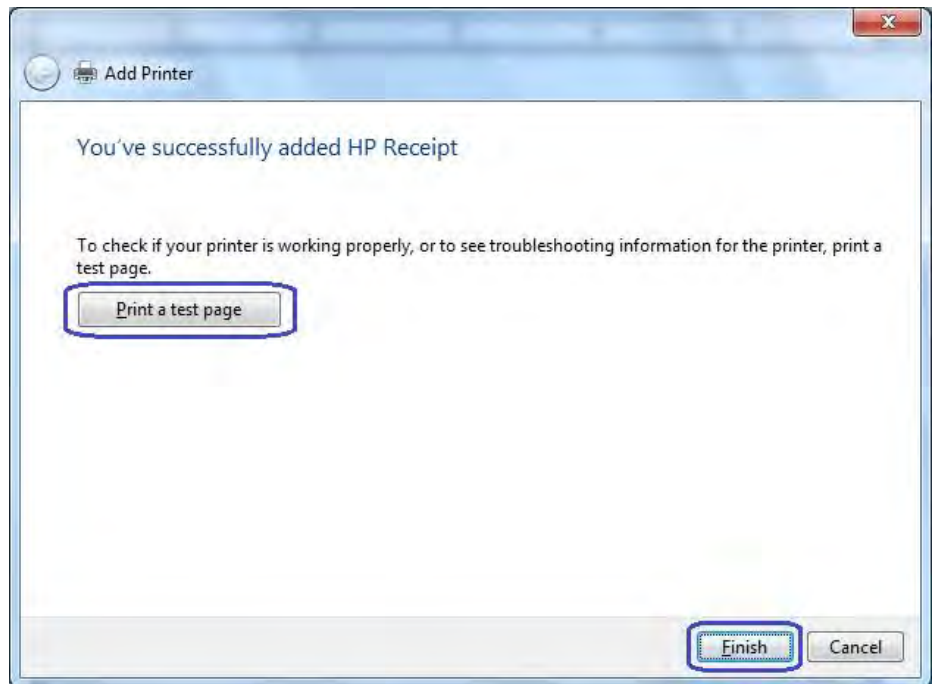 Add Printer
You've successfully added HP Receipt
To check if your printer is working properly, or to see troubleshooting information for the printer, print a
test page.
Print a test page
Finish Cancel